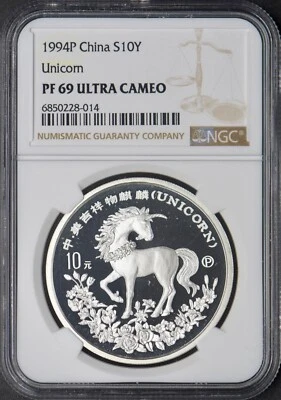 1994P China S10Y
Unicorn
PF 69 ULTRA CAMEO
6850228-014
NUMISMATIC GUARANTY COMPANY
NGC
中·美吉祥物麒麟(UNICORN)
10元
P